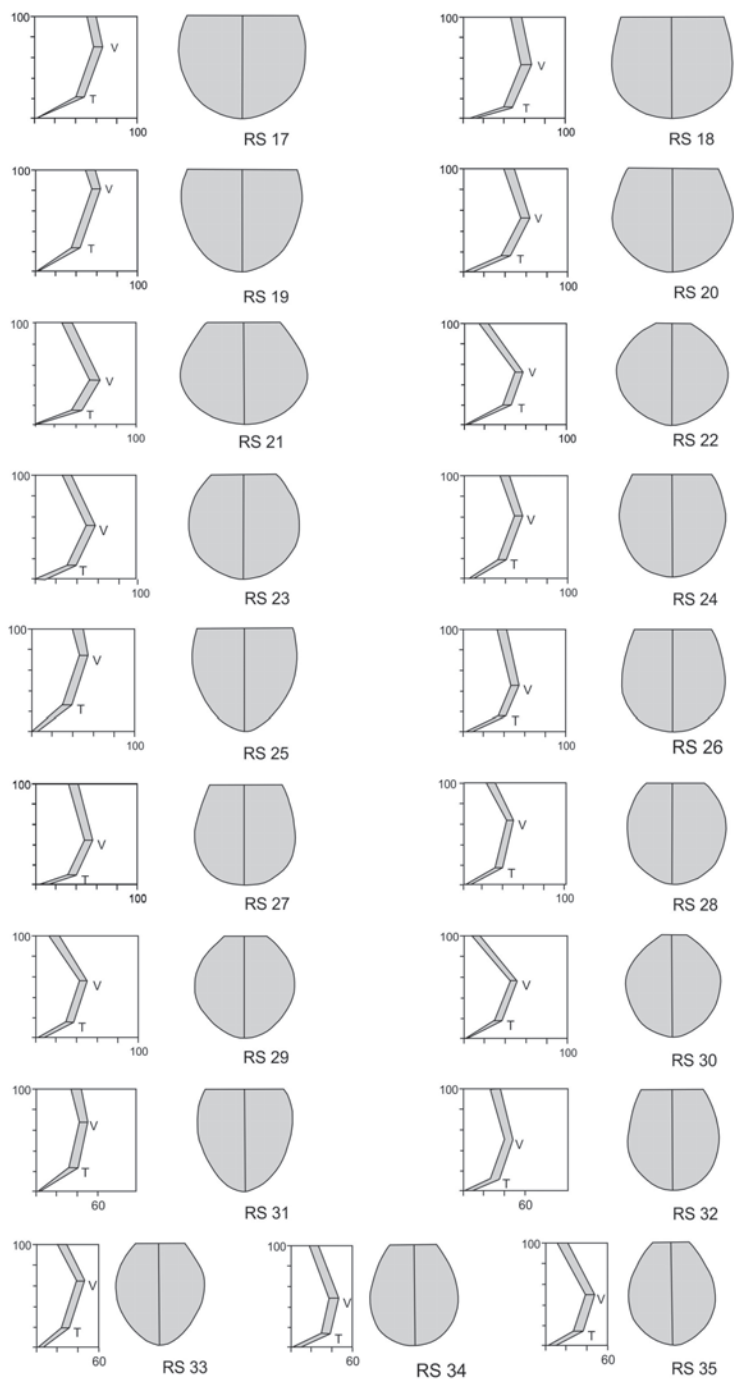 100 V T 100 RS 17
100 V T 100 RS 18
100 V T 100 RS 19
100 V T 100 RS 20
100 V T 100 RS 21
100 V T 100 RS 22
100 V T 100 RS 23
100 V T 100 RS 24
100 V T 100 RS 25
100 V T 100 RS 26
100 V T 100 RS 27
100 V T 100 RS 28
100 V T 100 RS 29
100 V T 100 RS 30
100 V T 60 RS 31
100 V T 60 RS 32
100 V T 60 RS 33
100 V T 60 RS 34
100 V T 60 RS 35